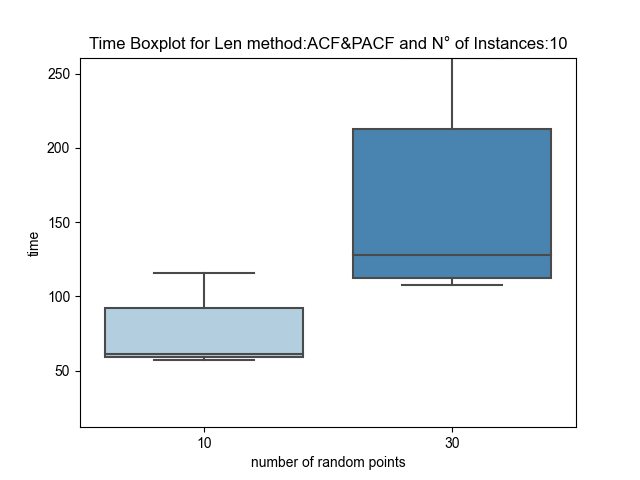 Time Boxplot for Len method:ACF&PACF and N° of Instances:10
250
200
150
100
50
time
10 30
number of random points